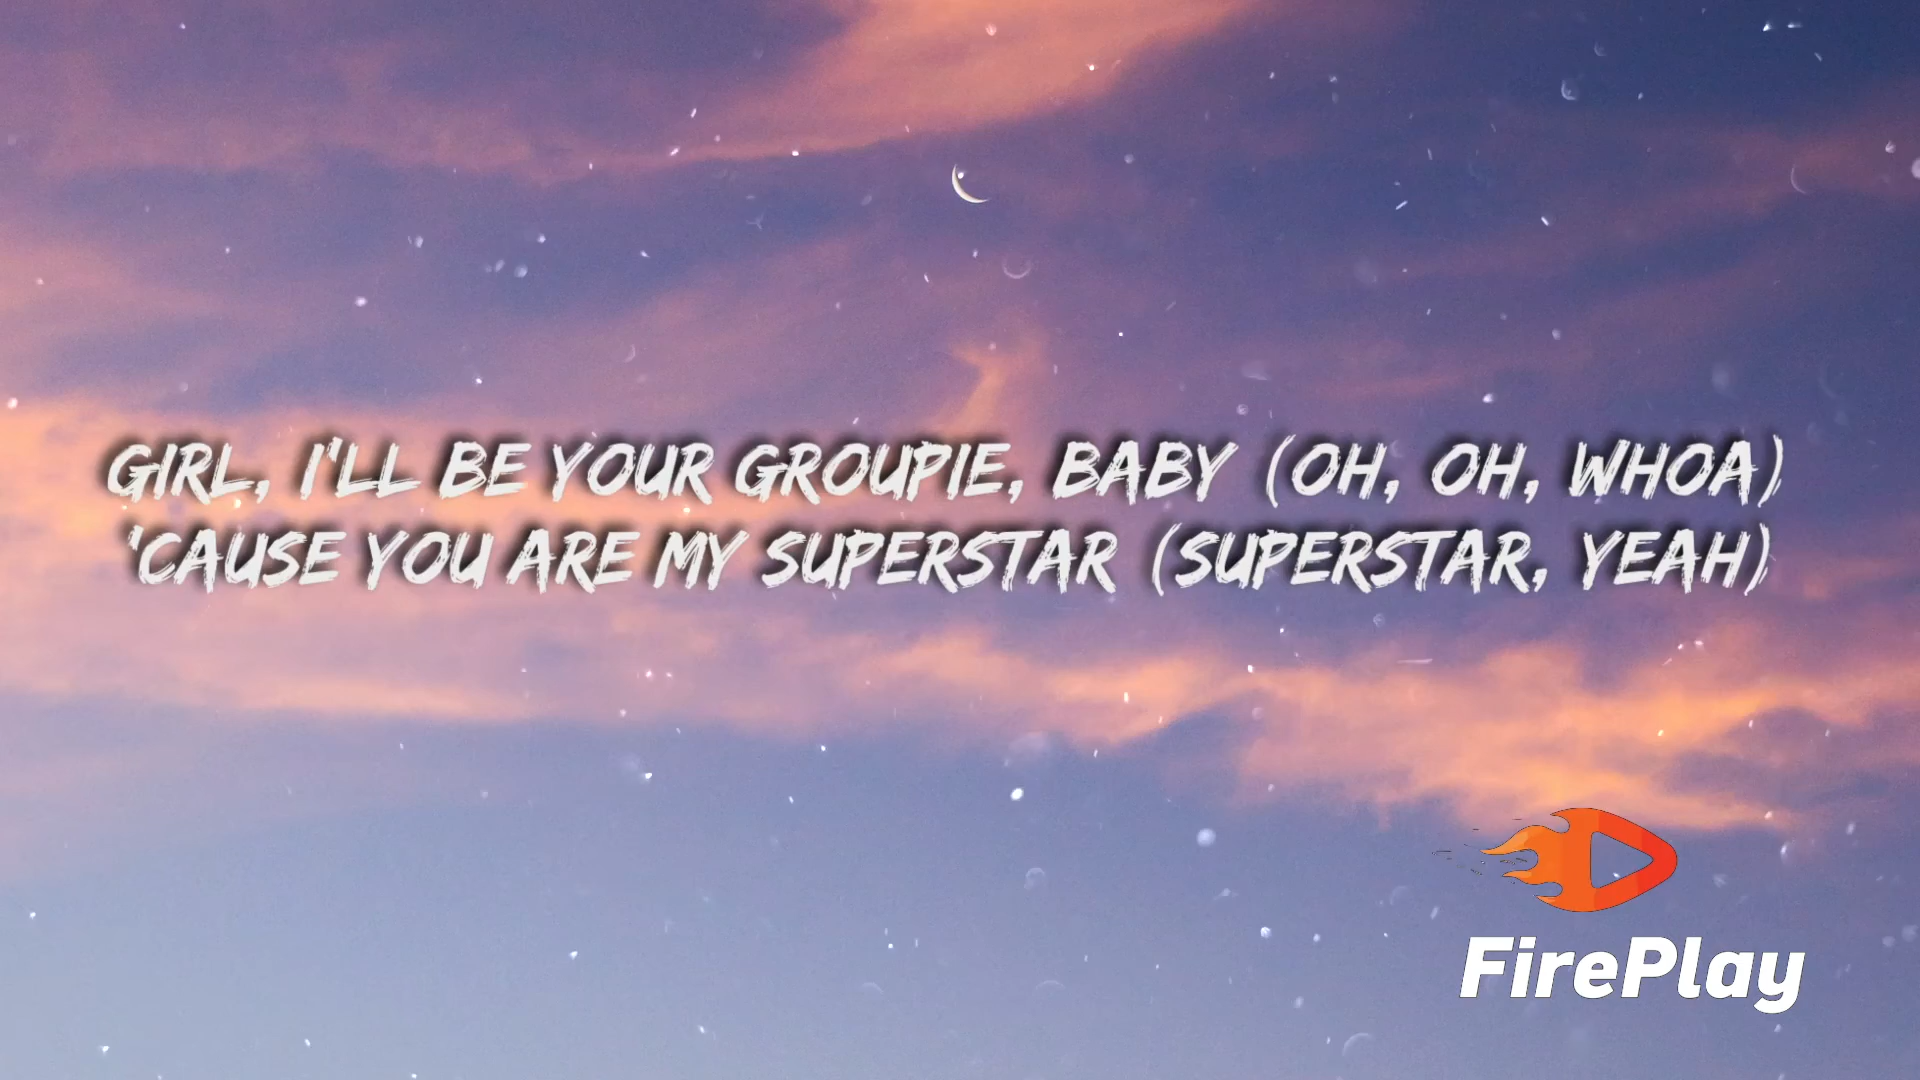 GIRL, I'LL BE YOUR GROUPIE, BABY (OH, OH, WHOA)
'CAUSE YOU ARE MY SUPERSTAR (SUPERSTAR, YEAH)
FirePlay